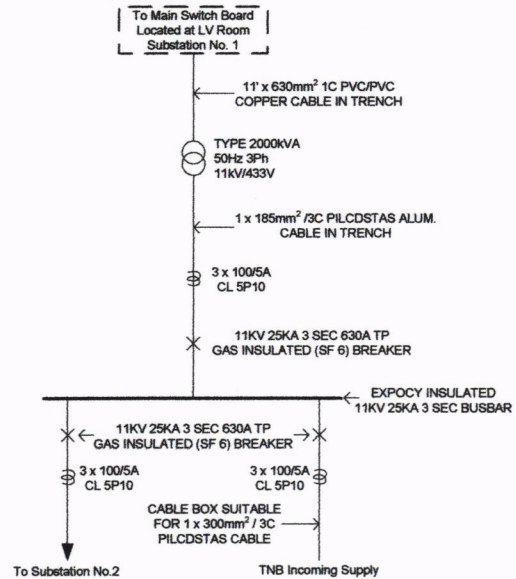 To Main Switch Board
Located at LV Room
Substation No. 1
11' x 630mm² 1C PVC/PVC
COPPER CABLE IN TRENCH
TYPE 2000kVA
50Hz 3Ph
11kV/433V
1 x 185mm² /3C PILCDSTAS ALUM.
CABLE IN TRENCH
3 x 100/5A
CL 5P10
11KV 25KA 3 SEC 630A TP
GAS INSULATED (SF 6) BREAKER
EXPOCY INSULATED
11KV 25KA 3 SEC BUSBAR
11KV 25KA 3 SEC 630A TP
GAS INSULATED (SF 6) BREAKER
3 x 100/5A
CL 5P10
3 x 100/5A
CL 5P10
CABLE BOX SUITABLE
FOR 1 x 300mm² / 3C
PILCDSTAS CABLE
To Substation No.2
TNB Incoming Supply